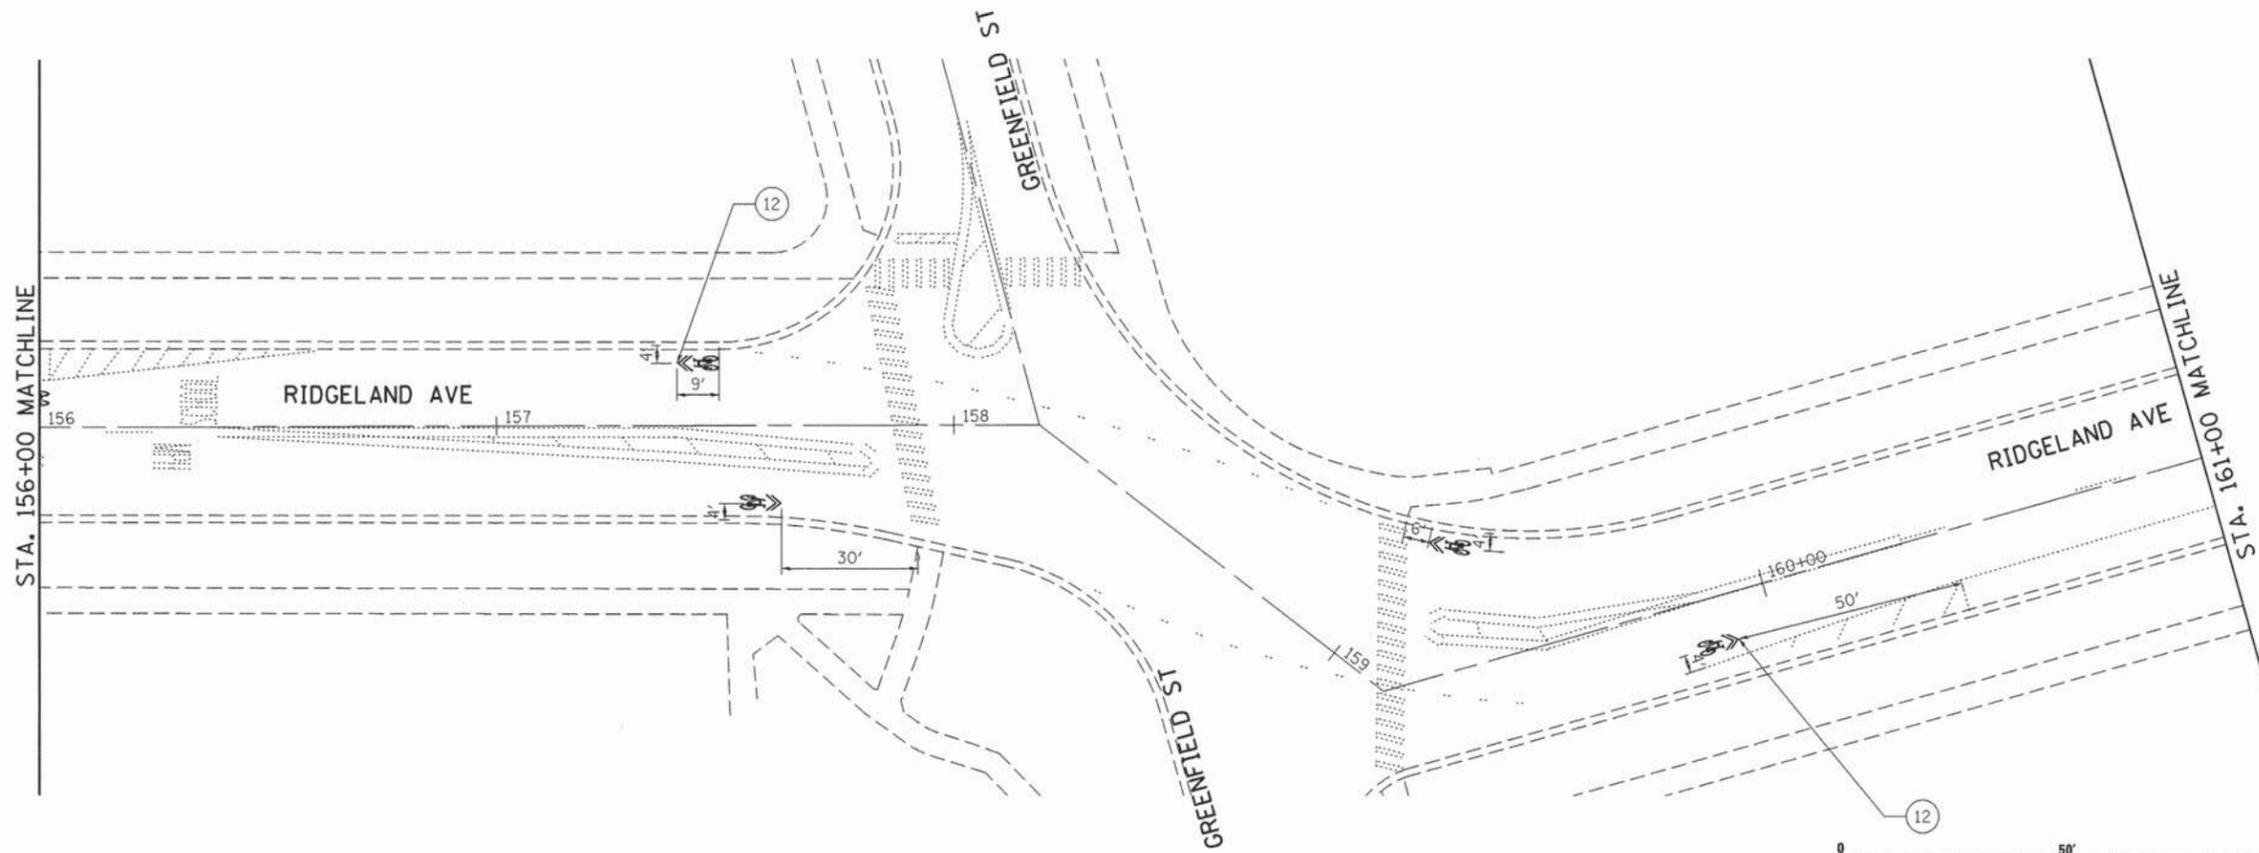 GREENFIELD ST
12
STA. 156+00 MATCHLINE
STA. 161+00 MATCHLINE
4'
9'
RIDGELAND AVE
156
157
158
RIDGELAND AVE
4'
30'
6'
4'
160+00
50'
159
4'
GREENFIELD ST
12
0
50'